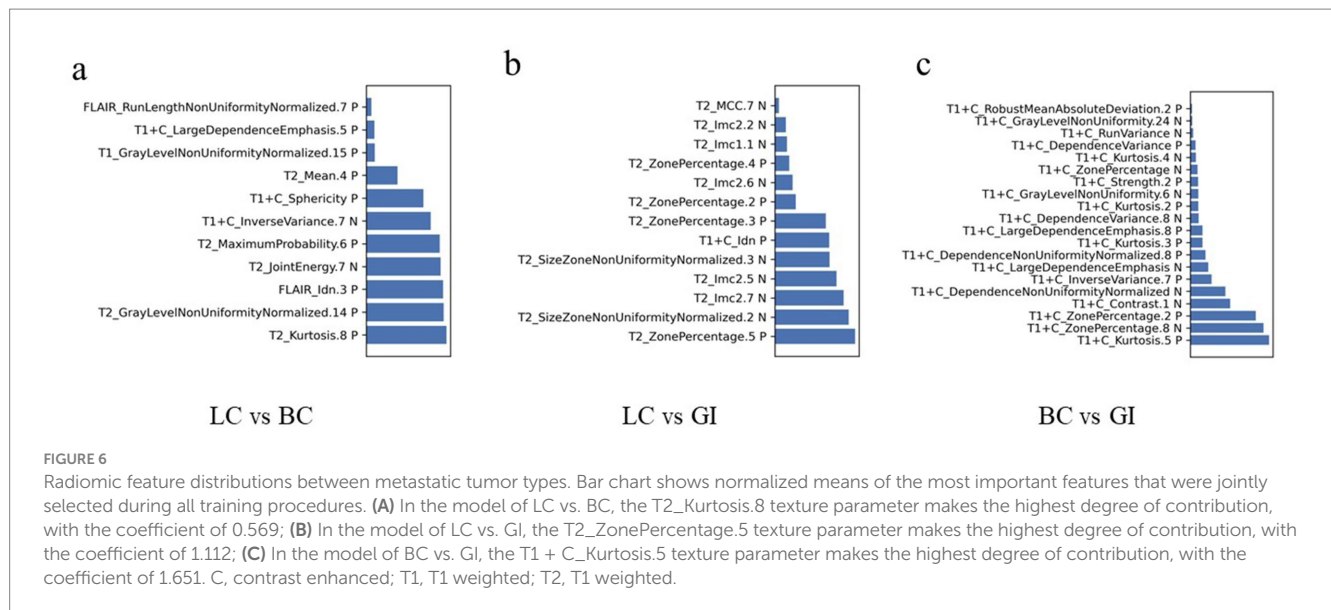 a
FLAIR_RunLengthNonUniformityNormalized.7 P
T1+C_LargeDependenceEmphasis.5 P
T1_GrayLevelNonUniformityNormalized.15 P
T2_Mean.4 P
T1+C_Sphericity P
T1+C_InverseVariance.7 N
T2_MaximumProbability.6 P
T2_JointEnergy.7 N
FLAIR_Idn.3 P
T2_GrayLevelNonUniformityNormalized.14 P
T2_Kurtosis.8 P
LC vs BC
b
T2_MCC.7 N
T2_Imc2.2 N
T2_Imc1.1 N
T2_ZonePercentage.4 P
T2_Imc2.6 N
T2_ZonePercentage.2 P
T2_ZonePercentage.3 P
T1+C_Idn P
T2_SizeZoneNonUniformityNormalized.3 N
T2_Imc2.5 N
T2_Imc2.7 N
T2_SizeZoneNonUniformityNormalized.2 N
T2_ZonePercentage.5 P
LC vs GI
c
T1+C_RobustMeanAbsoluteDeviation.2 P
T1+C_GrayLevelNonUniformity.24 N
T1+C_RunVariance N
T1+C_DependenceVariance P
T1+C_Kurtosis.4 N
T1+C_ZonePercentage N
T1+C_Strength.2 P
T1+C_GrayLevelNonUniformity.6 N
T1+C_Kurtosis.2 P
T1+C_DependenceVariance.8 N
T1+C_LargeDependenceEmphasis.8 P
T1+C_Kurtosis.3 P
T1+C_DependenceNonUniformityNormalized.8 P
T1+C_LargeDependenceEmphasis N
T1+C_InverseVariance.7 P
T1+C_DependenceNonUniformityNormalized N
T1+C_Contrast.1 N
T1+C_ZonePercentage.2 P
T1+C_ZonePercentage.8 N
T1+C_Kurtosis.5 P
BC vs GI
FIGURE 6
Radiomic feature distributions between metastatic tumor types. Bar chart shows normalized means of the most important features that were jointly
selected during all training procedures. (A) In the model of LC vs. BC, the T2_Kurtosis.8 texture parameter makes the highest degree of contribution,
with the coefficient of 0.569; (B) In the model of LC vs. GI, the T2_ZonePercentage.5 texture parameter makes the highest degree of contribution, with
the coefficient of 1.112; (C) In the model of BC vs. GI, the T1 + C_Kurtosis.5 texture parameter makes the highest degree of contribution, with the
coefficient of 1.651. C, contrast enhanced; T1, T1 weighted; T2, T1 weighted.